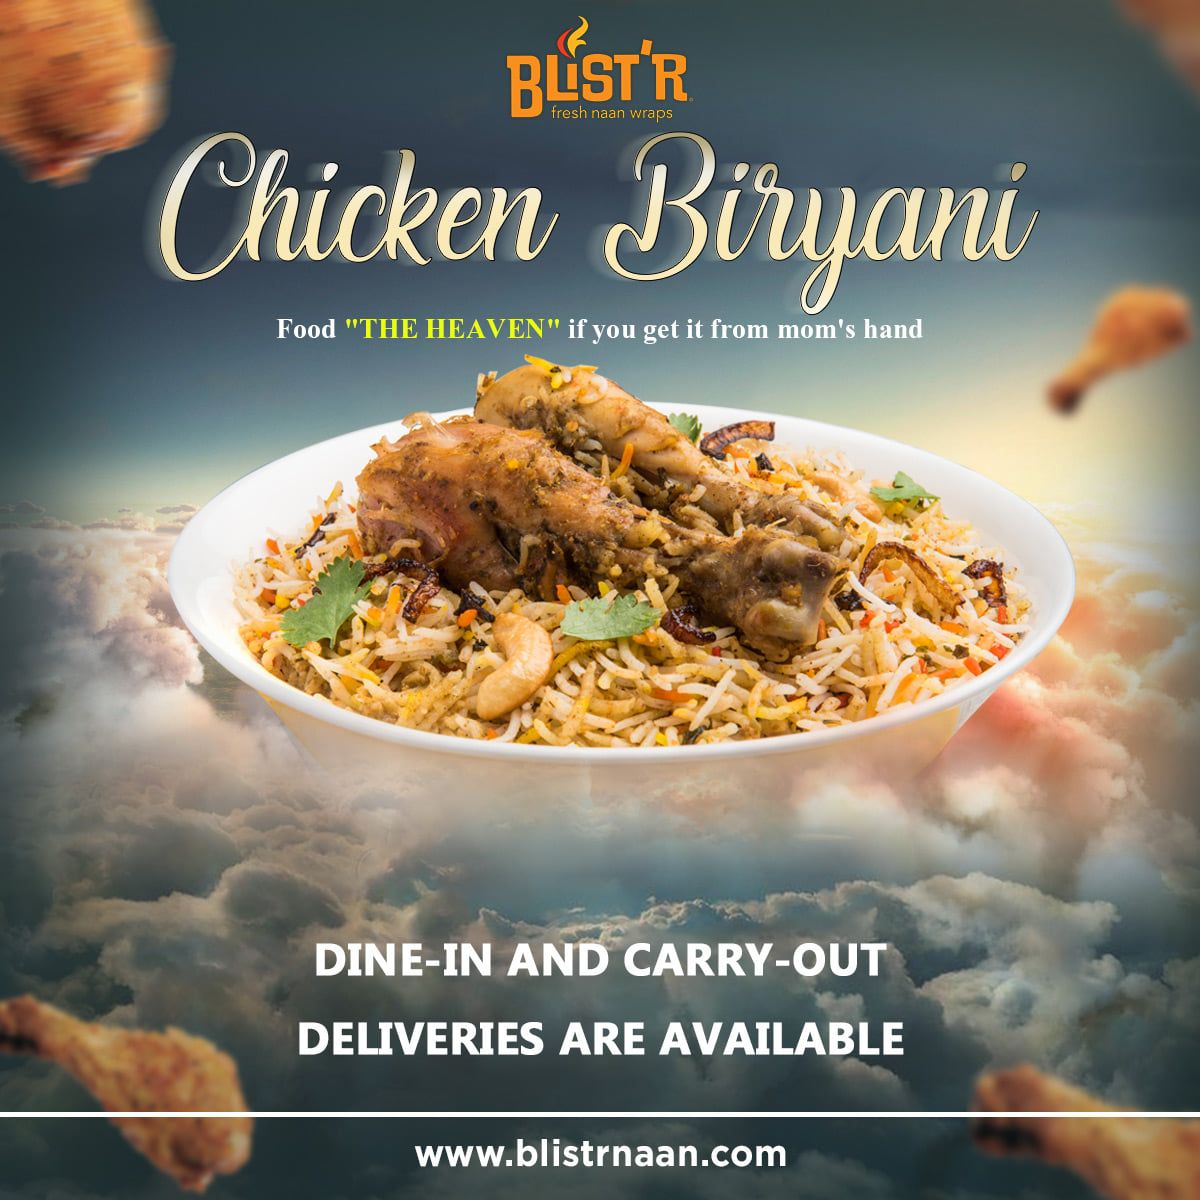 BLiST'R
fresh naan wraps
Chicken Biryani
Food "THE HEAVEN" if you get it from mom's hand
DINE-IN AND CARRY-OUT
DELIVERIES ARE AVAILABLE
www.blistrnaan.com